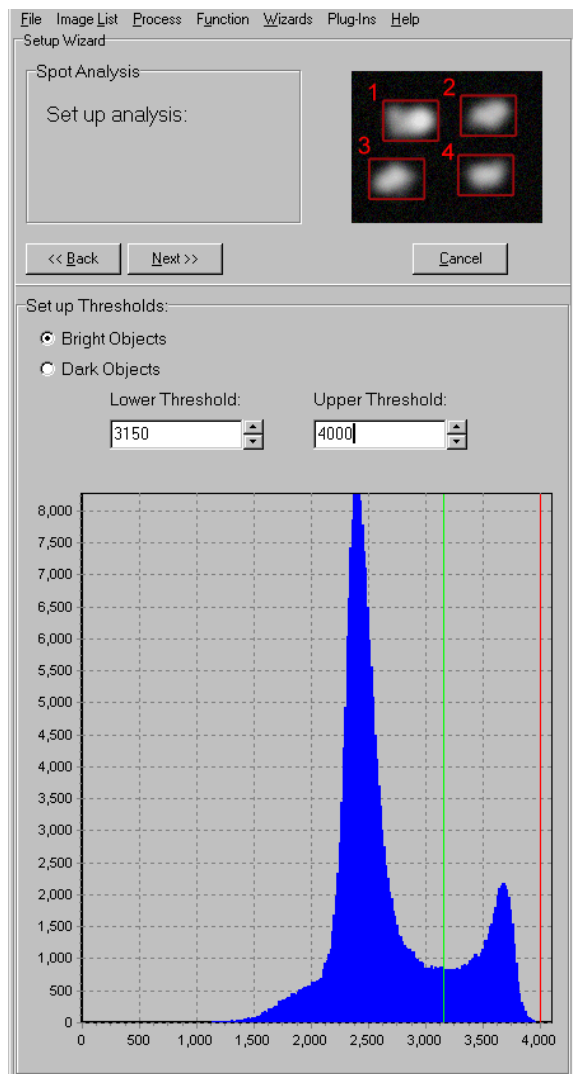 File Image List Process Function Wizards Plug-Ins Help
Setup Wizard
Spot Analysis
Set up analysis:
1 2
3 4
<< Back Next >> Cancel
Set up Thresholds:
Bright Objects
Dark Objects
Lower Threshold: Upper Threshold:
3150 4000
8,000
7,500
7,000
6,500
6,000
5,500
5,000
4,500
4,000
3,500
3,000
2,500
2,000
1,500
1,000
500
0
0 500 1,000 1,500 2,000 2,500 3,000 3,500 4,000